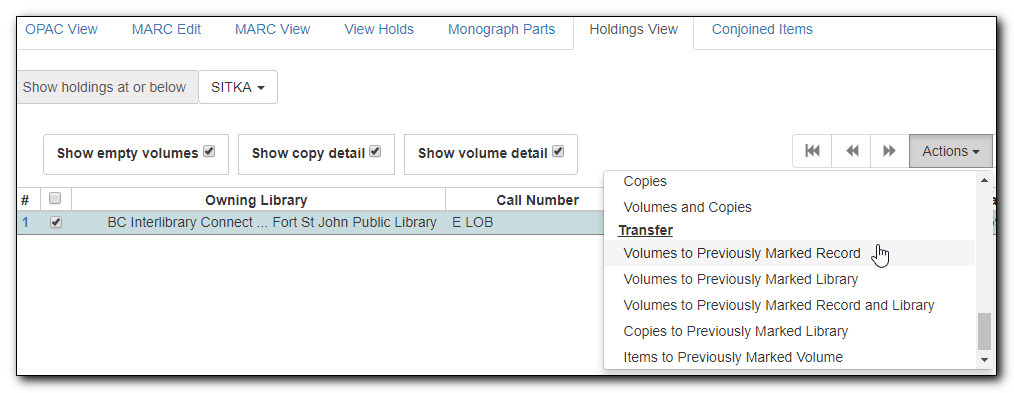 OPAC View MARC Edit MARC View View Holds Monograph Parts Holdings View Conjoined Items
Show holdings at or below SITKA
Show empty volumes Show copy detail Show volume detail Actions
Copies
# Owning Library Call Number
Volumes and Copies
1 BC Interlibrary Connect ... Fort St John Public Library E LOB
Transfer
Volumes to Previously Marked Record
Volumes to Previously Marked Library
Volumes to Previously Marked Record and Library
Copies to Previously Marked Library
Items to Previously Marked Volume